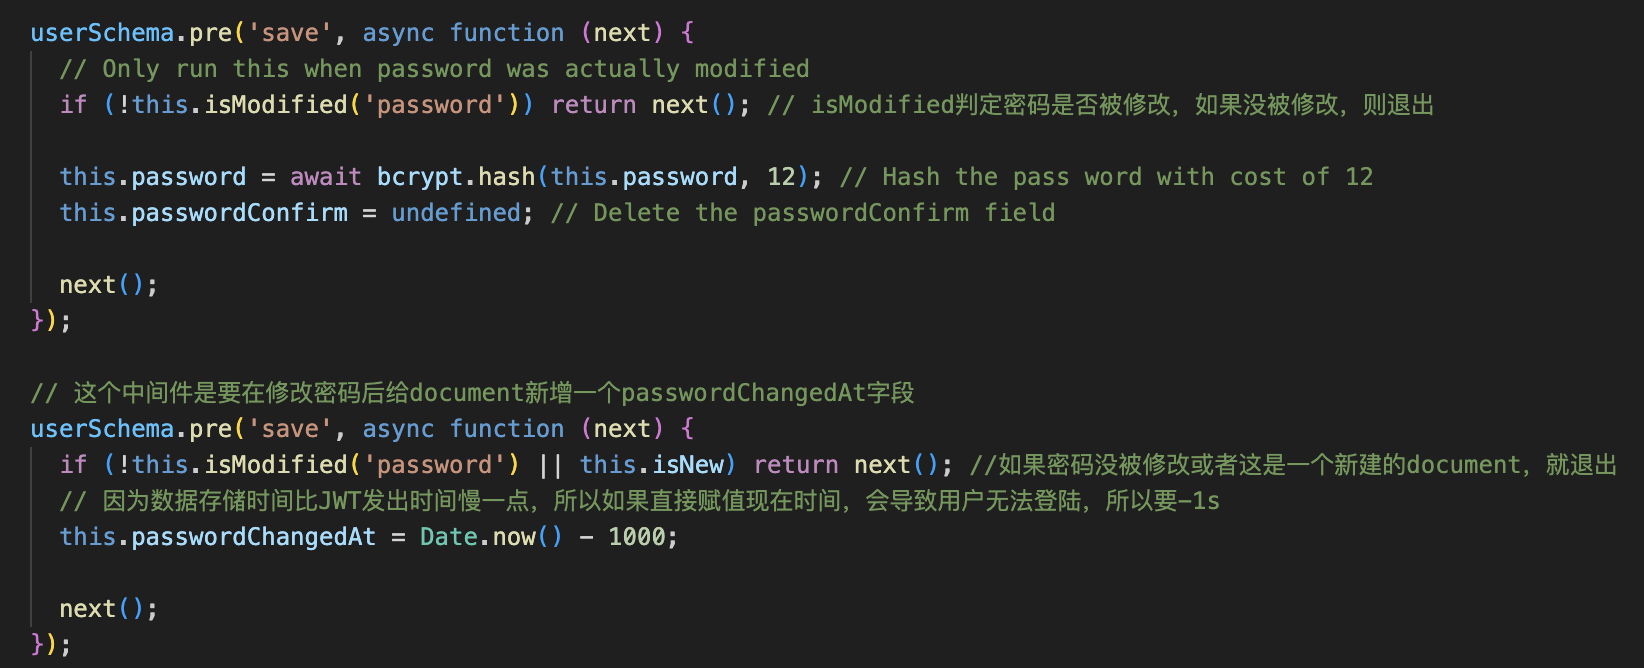 userSchema.pre('save', async function (next) {
// Only run this when password was actually modified
if (!this.isModified('password')) return next(); // isModified判定密码是否被修改，如果没被修改，则退出
this.password = await bcrypt.hash(this.password, 12); // Hash the pass word with cost of 12
this.passwordConfirm = undefined; // Delete the passwordConfirm field
next();
});
// 这个中间件是要在修改密码后给document新增一个passwordChangedAt字段
userSchema.pre('save', async function (next) {
if (!this.isModified('password') || this.isNew) return next(); //如果密码没被修改或者这是一个新建的document，就退出
// 因为数据存储时间比JWT发出时间慢一点，所以如果直接赋值现在时间，会导致用户无法登陆，所以要-1s
this.passwordChangedAt = Date.now() - 1000;
next();
});